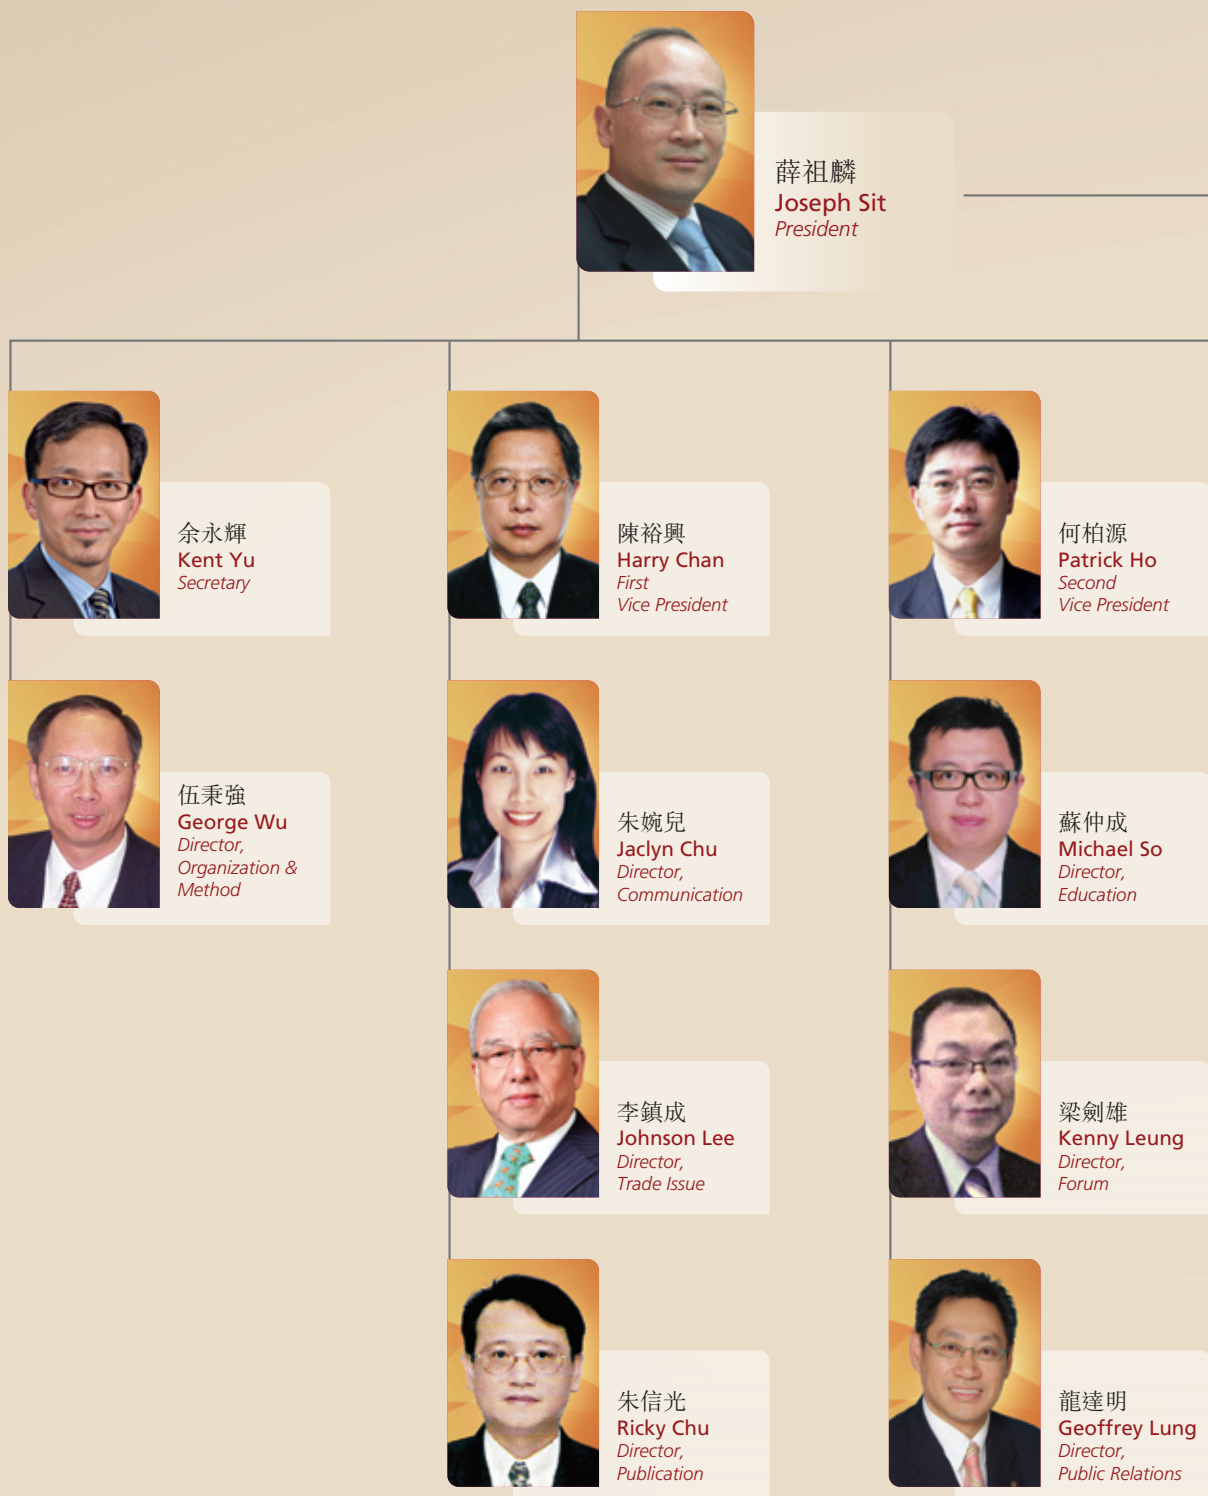 薛祖麟
Joseph Sit
President
余永輝
Kent Yu
Secretary
陳裕興
Harry Chan
First
Vice President
何柏源
Patrick Ho
Second
Vice President
伍秉強
George Wu
Director,
Organization &
Method
朱婉兒
Jaclyn Chu
Director,
Communication
蘇仲成
Michael So
Director,
Education
李鎮成
Johnson Lee
Director,
Trade Issue
梁劍雄
Kenny Leung
Director,
Forum
朱信光
Ricky Chu
Director,
Publication
龍達明
Geoffrey Lung
Director,
Public Relations